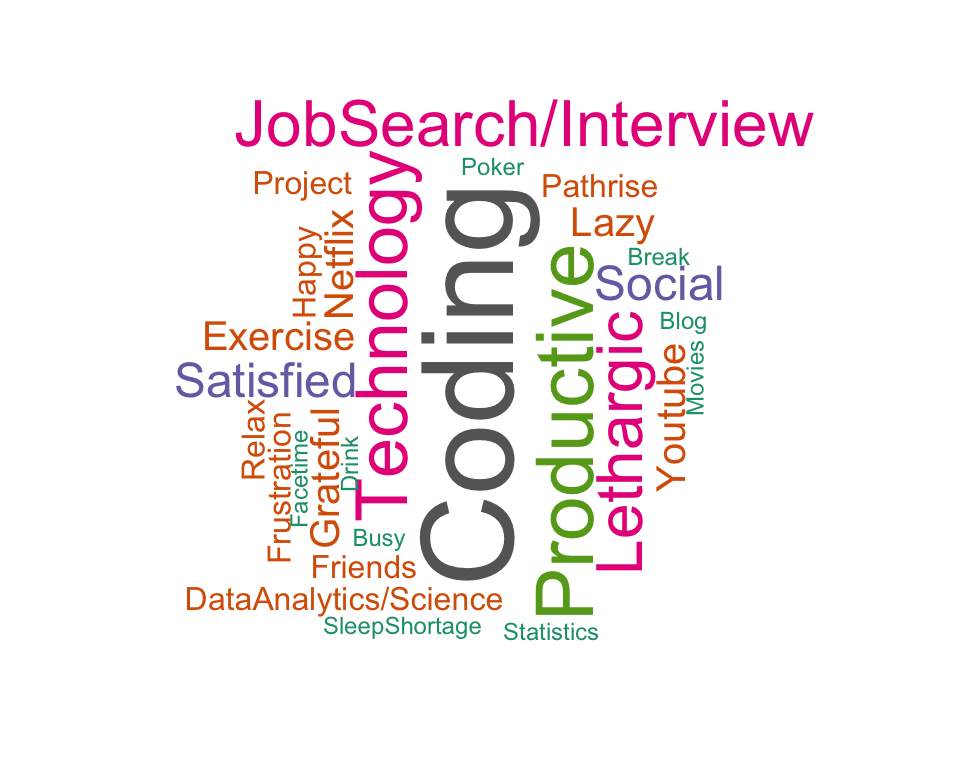 JobSearch/Interview
Poker
Project
Pathrise
Technology
Coding
Lazy
Happy
Netflix
Break
Social
Productive
Exercise
Blog
Lethargic
Youtube
Movies
Satisfied
Relax
Frustration
Facetime
Grateful
Drink
Busy
Friends
DataAnalytics/Science
SleepShortage
Statistics